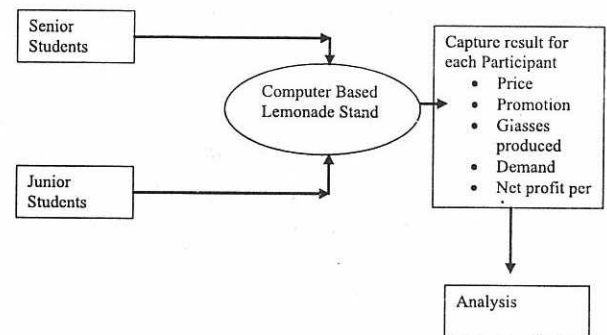 Senior
Students
Computer Based
Lemonade Stand
Junior
Students
Capture result for
each Participant
• Price
• Promotion
• Glasses
produced
• Demand
• Net profit per
Analysis